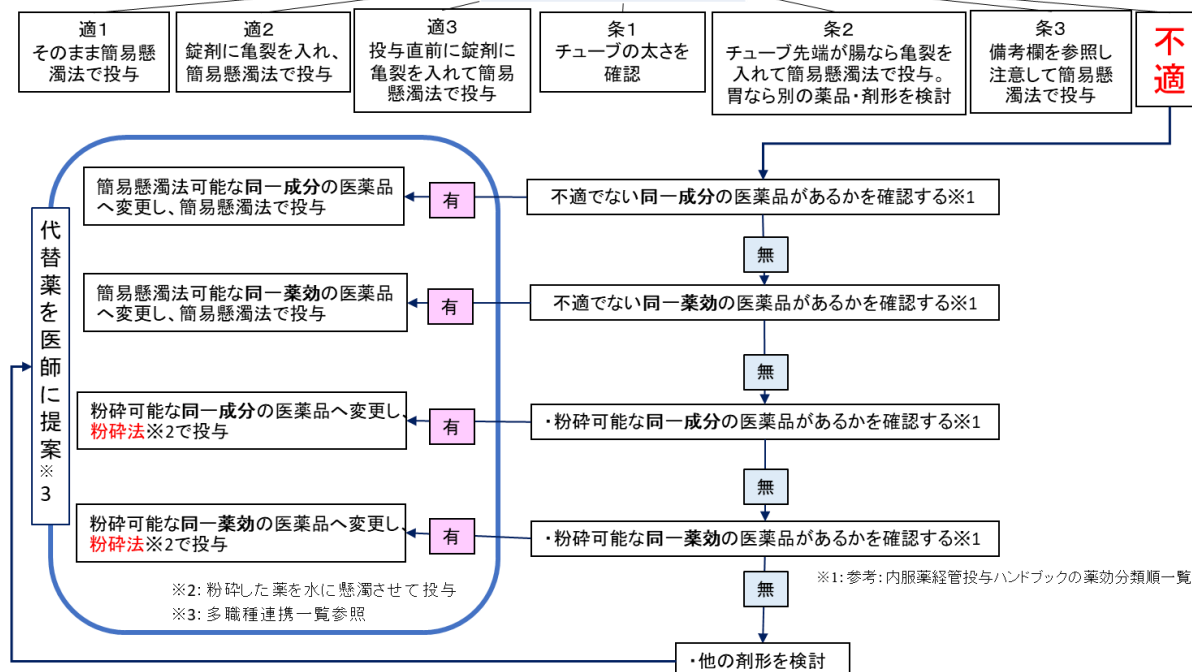 適1
そのまま簡易懸
濁法で投与
適2
錠剤に亀裂を入れ、
簡易懸濁法で投与
適3
投与直前に錠剤に
亀裂を入れて簡易
懸濁法で投与
条1
チューブの太さを
確認
条2
チューブ先端が腸なら亀裂を
入れて簡易懸濁法で投与。
胃なら別の薬品・剤形を検討
条3
備考欄を参照し
注意して簡易懸
濁法で投与
不適
代替薬を医師に提案※3
簡易懸濁法可能な同一成分の医薬品
へ変更し、簡易懸濁法で投与
有
不適でない同一成分の医薬品があるかを確認する※1
無
簡易懸濁法可能な同一薬効の医薬品
へ変更し、簡易懸濁法で投与
有
不適でない同一薬効の医薬品があるかを確認する※1
無
粉砕可能な同一成分の医薬品へ変更し、
粉砕法※2で投与
有
・粉砕可能な同一成分の医薬品があるかを確認する※1
無
粉砕可能な同一薬効の医薬品へ変更し、
粉砕法※2で投与
有
・粉砕可能な同一薬効の医薬品があるかを確認する※1
無
※1:参考:内服薬経管投与ハンドブックの薬効分類順一覧
※2:粉砕した薬を水に懸濁させて投与
※3:多職種連携一覧参照
・他の剤形を検討